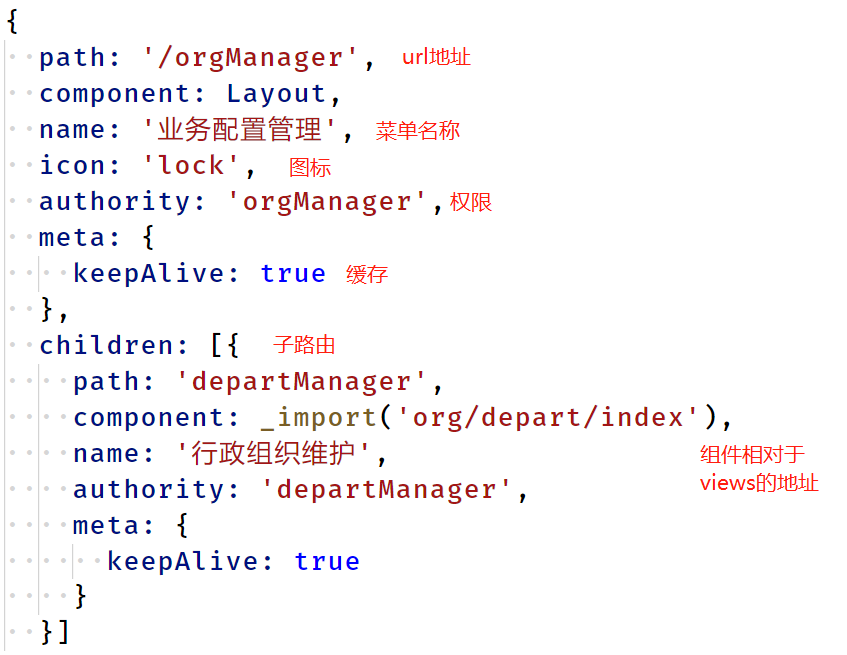 {
path: '/orgManager', url地址
component: Layout,
name: '业务配置管理', 菜单名称
icon: 'lock', 图标
authority: 'orgManager', 权限
meta: {
keepAlive: true 缓存
},
children: [{ 子路由
path: 'departManager',
component: _import('org/depart/index'),
name: '行政组织维护', 组件相对于
authority: 'departManager', views的地址
meta: {
keepAlive: true
}
}]